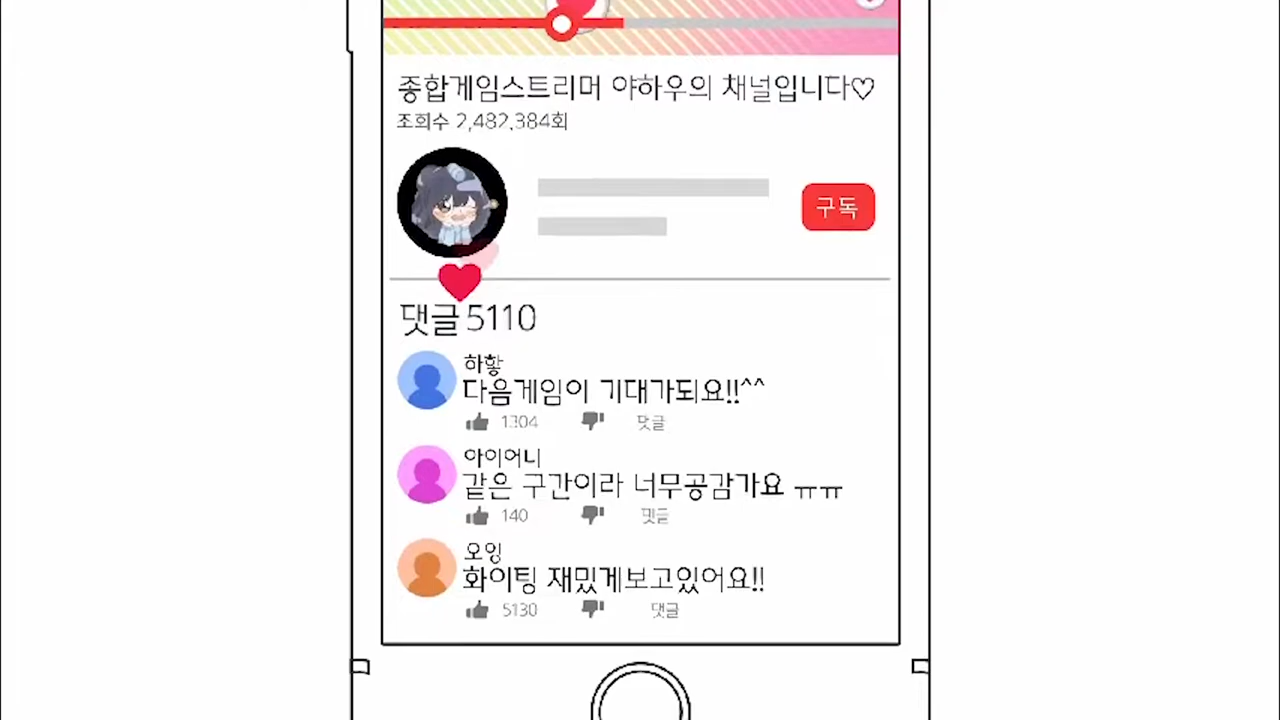 종합게임스트리머 야하우의 채널입니다♡
조회수 2,482,384회
구독
댓글 5110
하핳
다음게임이 기대가되요!!^^
1304 댓글
아이어니
같은 구간이라 너무공감가요 ㅠㅠ
140 댓글
오잉
화이팅 재밌게보고있어요!!
5130 댓글